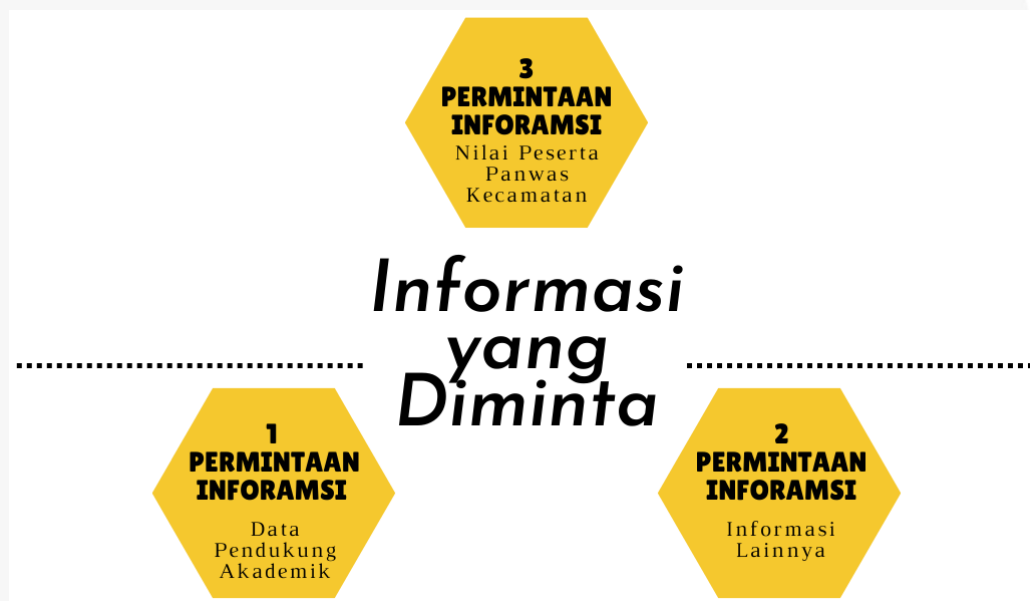 3
PERMINTAAN
INFORAMSI
Nilai Peserta
Panwas
Kecamatan
Informasi
yang
Diminta
1
PERMINTAAN
INFORAMSI
Data
Pendukung
Akademik
2
PERMINTAAN
INFORAMSI
Informasi
Lainnya